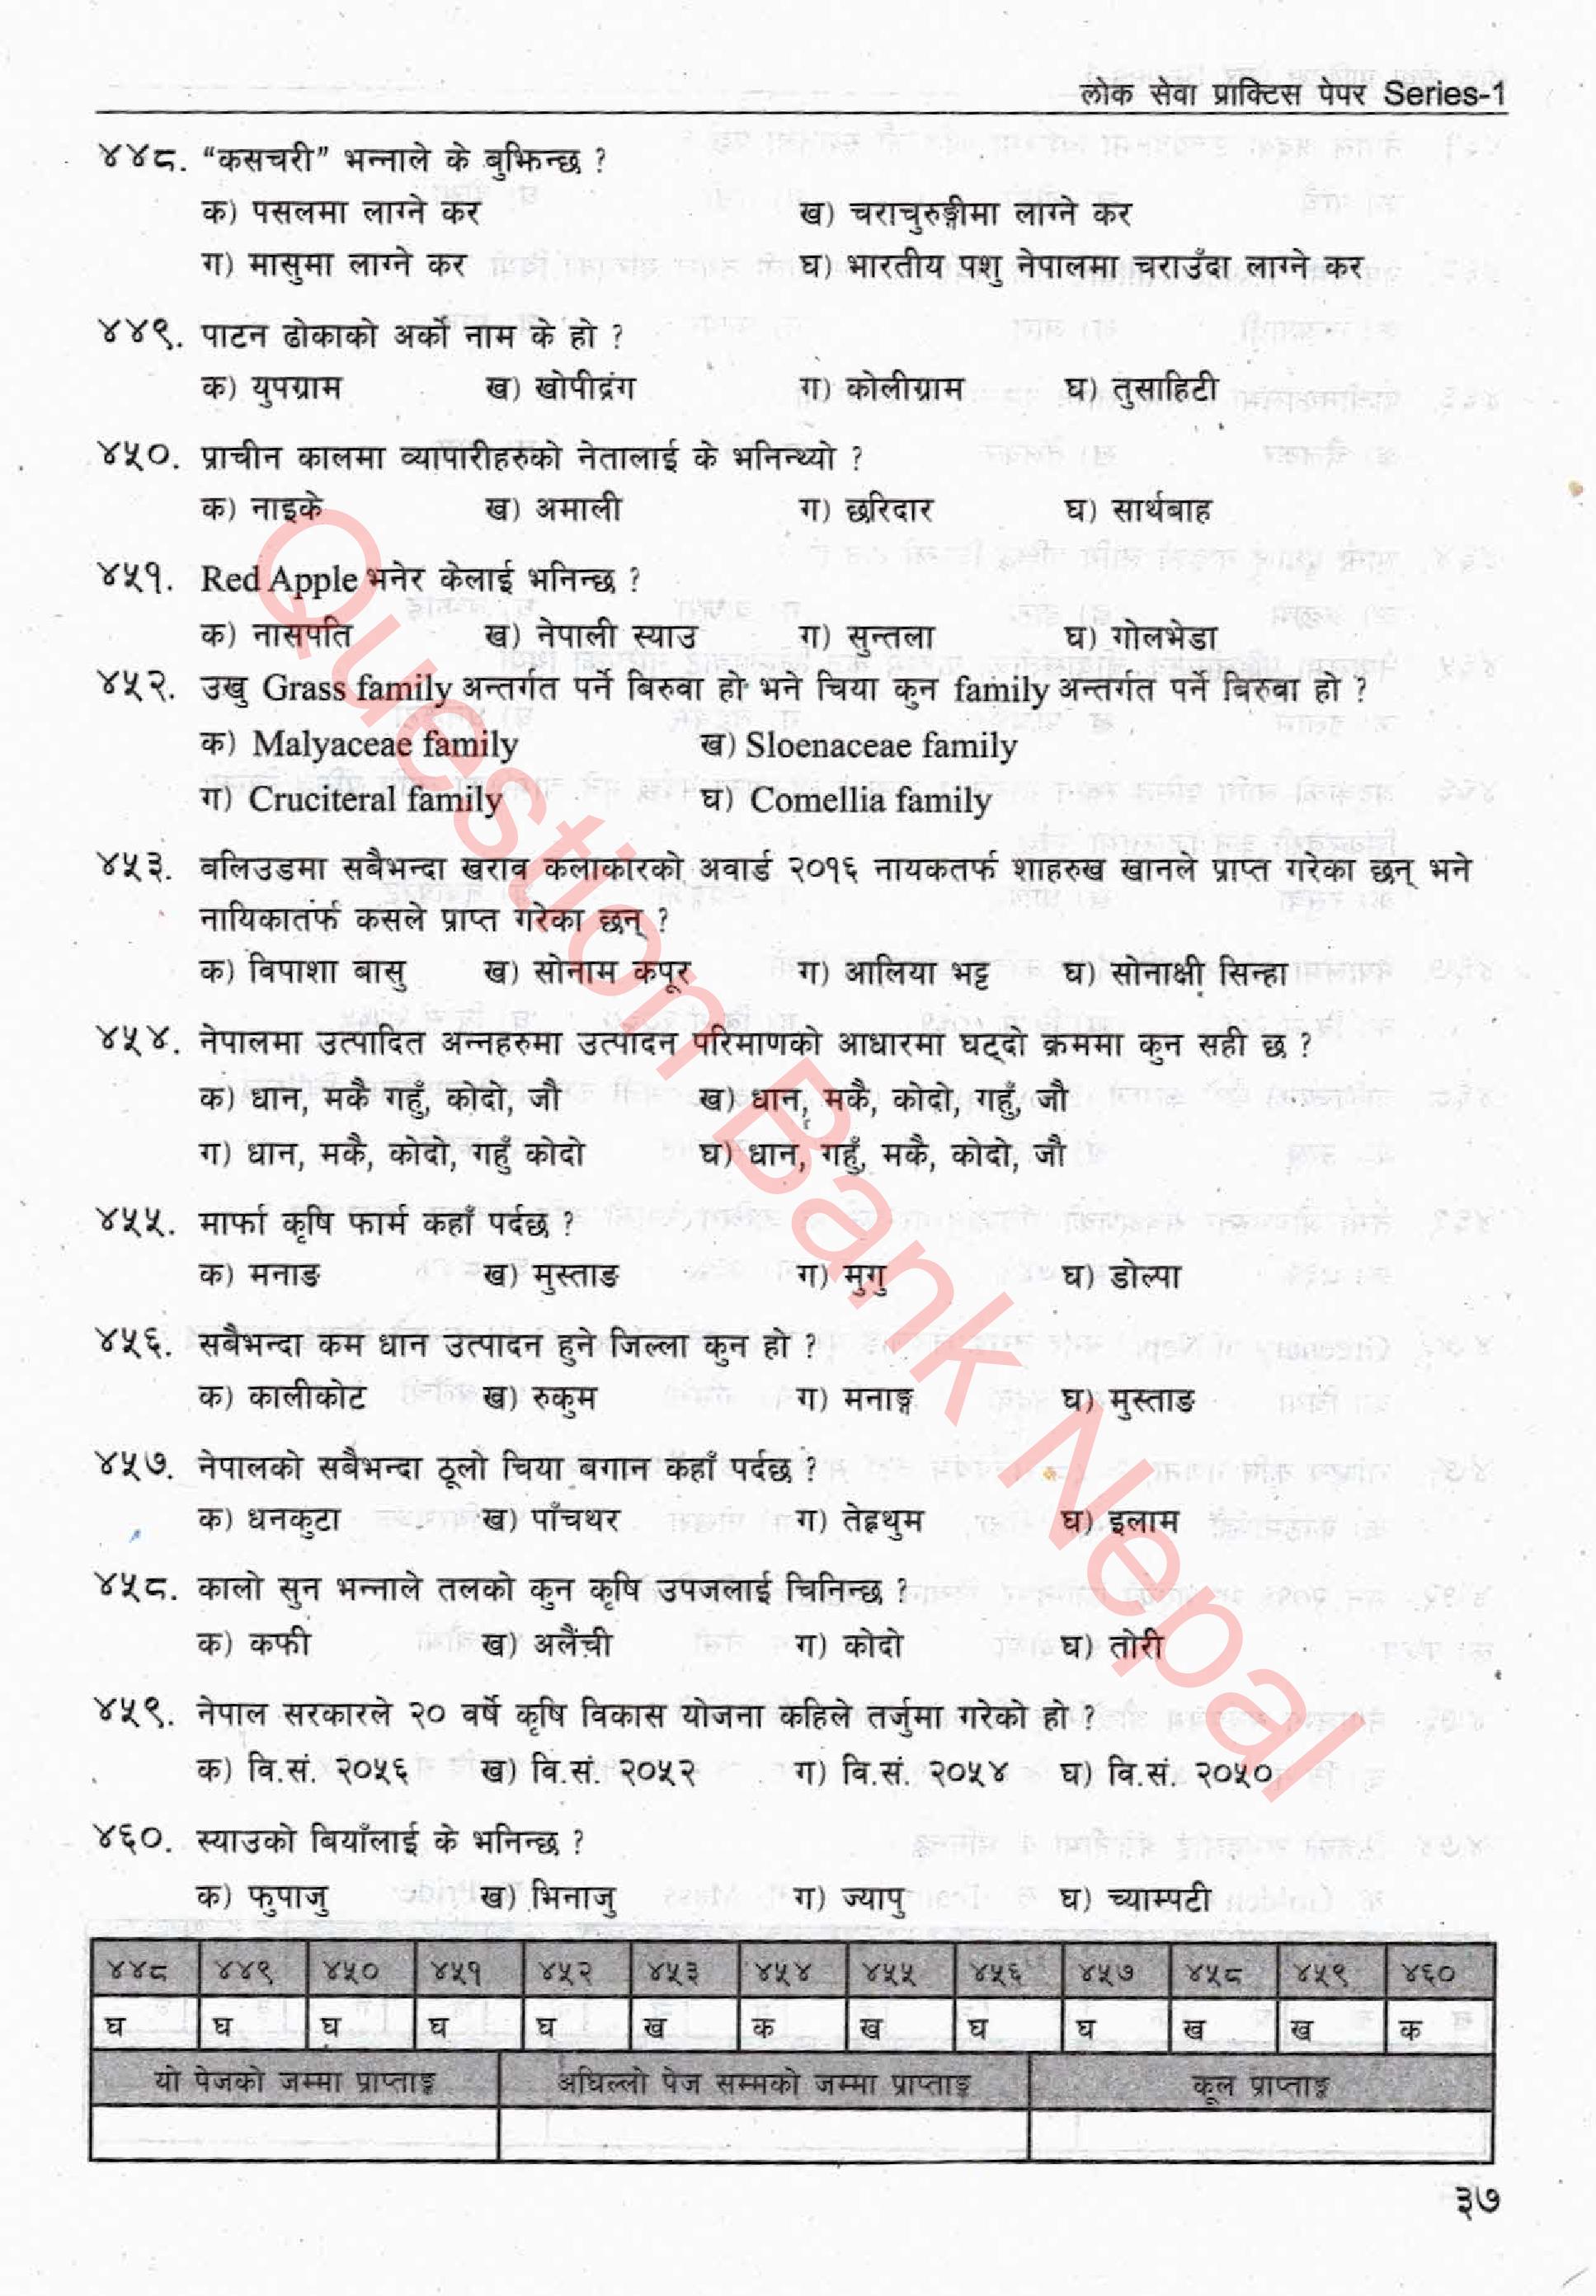 लोक सेवा प्राक्टिस पेपर Series-1
४४८. “कसचरी” भन्नाले के बुझिन्छ ?
क) पसलमा लाग्ने कर ख) चराचुरुङ्गीमा लाग्ने कर
ग) मासुमा लाग्ने कर घ) भारतीय पशु नेपालमा चराउँदा लाग्ने कर
४४९. पाटन ढोकाको अर्को नाम के हो ?
क) युपग्राम ख) खोपीद्रंग ग) कोलीग्राम घ) तुसाहिटी
४५०. प्राचीन कालमा व्यापारीहरुको नेतालाई के भनिन्थ्यो ?
क) नाइके ख) अमाली ग) छरिदार घ) सार्थबाह
४५१. Red Apple भनेर केलाई भनिन्छ ?
क) नासपति ख) नेपाली स्याउ ग) सुन्तला घ) गोलभेडा
४५२. उखु Grass family अन्तर्गत पर्ने बिरुवा हो भने चिया कुन family अन्तर्गत पर्ने बिरुवा हो ?
क) Malyaceae family ख) Sloenaceae family
ग) Cruciteral family घ) Comellia family
४५३. बलिउडमा सबैभन्दा खराव कलाकारको अवार्ड २०१६ नायकतर्फ शाहरुख खानले प्राप्त गरेका छन् भने
नायिकातर्फ कसले प्राप्त गरेका छन् ?
क) विपाशा बासु ख) सोनाम कपूर ग) आलिया भट्ट घ) सोनाक्षी सिन्हा
४५४. नेपालमा उत्पादित अन्नहरुमा उत्पादन परिमाणको आधारमा घट्दो क्रममा कुन सही छ ?
क) धान, मकै गहुँ, कोदो, जौ ख) धान, मकै, कोदो, गहुँ, जौ
ग) धान, मकै, कोदो, गहुँ कोदो घ) धान, गहुँ, मकै, कोदो, जौ
४५५. मार्फा कृषि फार्म कहाँ पर्दछ ?
क) मनाङ ख) मुस्ताङ ग) मुगु घ) डोल्पा
४५६. सबैभन्दा कम धान उत्पादन हुने जिल्ला कुन हो ?
क) कालीकोट ख) रुकुम ग) मनाङ्ग घ) मुस्ताङ
४५७. नेपालको सबैभन्दा ठूलो चिया बगान कहाँ पर्दछ ?
क) धनकुटा ख) पाँचथर ग) तेह्रथुम घ) इलाम
४५८. कालो सुन भन्नाले तलको कुन कृषि उपजलाई चिनिन्छ ?
क) कफी ख) अलैंची ग) कोदो घ) तोरी
४५९. नेपाल सरकारले २० वर्षे कृषि विकास योजना कहिले तर्जुमा गरेको हो ?
क) वि.सं. २०५६ ख) वि.सं. २०५२ ग) वि.सं. २०५४ घ) वि.सं. २०५०
४६०. स्याउको बियाँलाई के भनिन्छ ?
क) फुपाजु ख) भिनाजु ग) ज्यापु घ) च्याम्पटी
४४८ ४४९ ४५० ४५१ ४५२ ४५३ ४५४ ४५५ ४५६ ४५७ ४५८ ४५९ ४६०
घ घ घ घ घ ख क ख घ घ ख ख क
यो पेजको जम्मा प्राप्ताङ्क अघिल्लो पेज सम्मको जम्मा प्राप्ताङ्क कूल प्राप्ताङ्क
३७
Question Bank Nepal